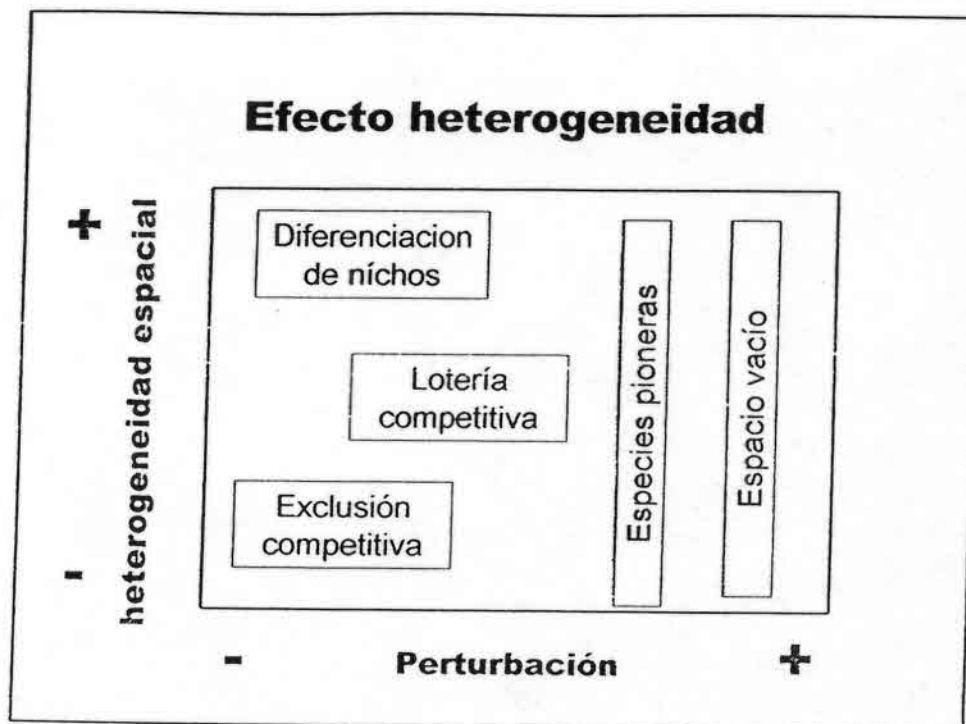 Efecto heterogeneidad
+
heterogeneidad espacial
-
Diferenciacion
de níchos
Lotería
competitiva
Exclusión
competitiva
Especies pioneras
Espacio vacío
-
Perturbación
+